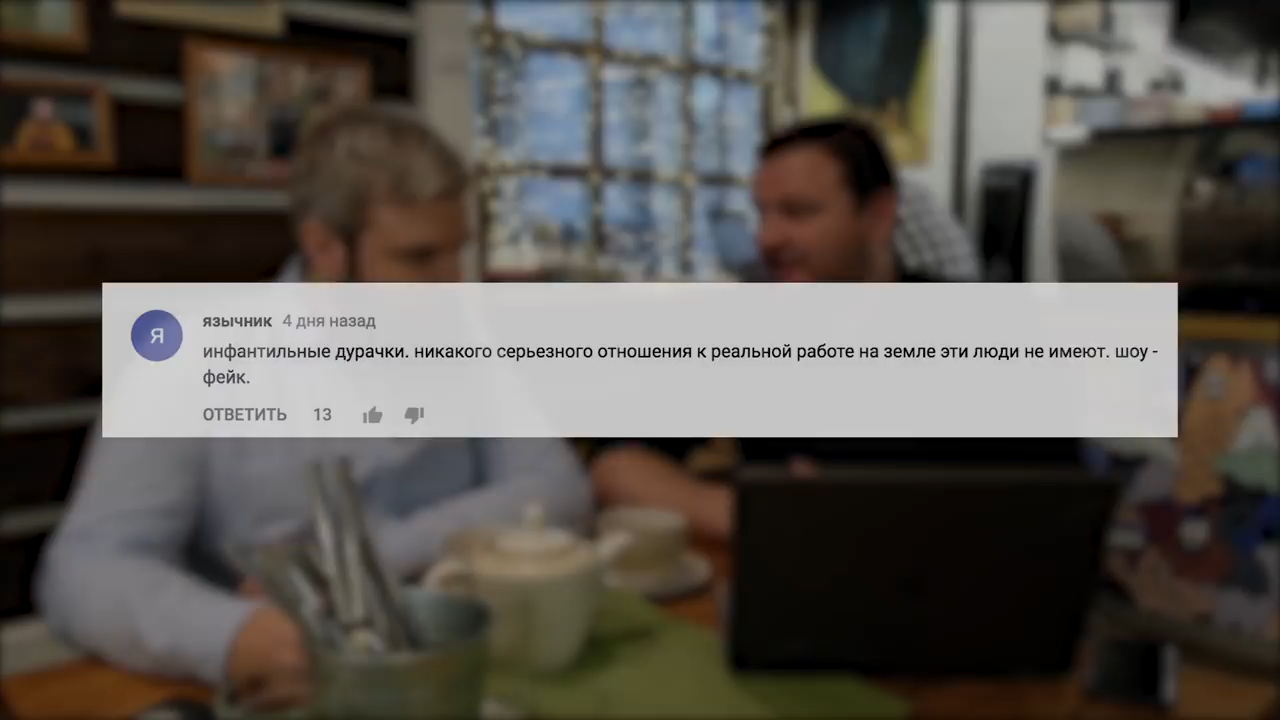 Я
язычник 4 дня назад
инфантильные дурачки. никакого серьезного отношения к реальной работе на земле эти люди не имеют. шоу -
фейк.
ОТВЕТИТЬ 13